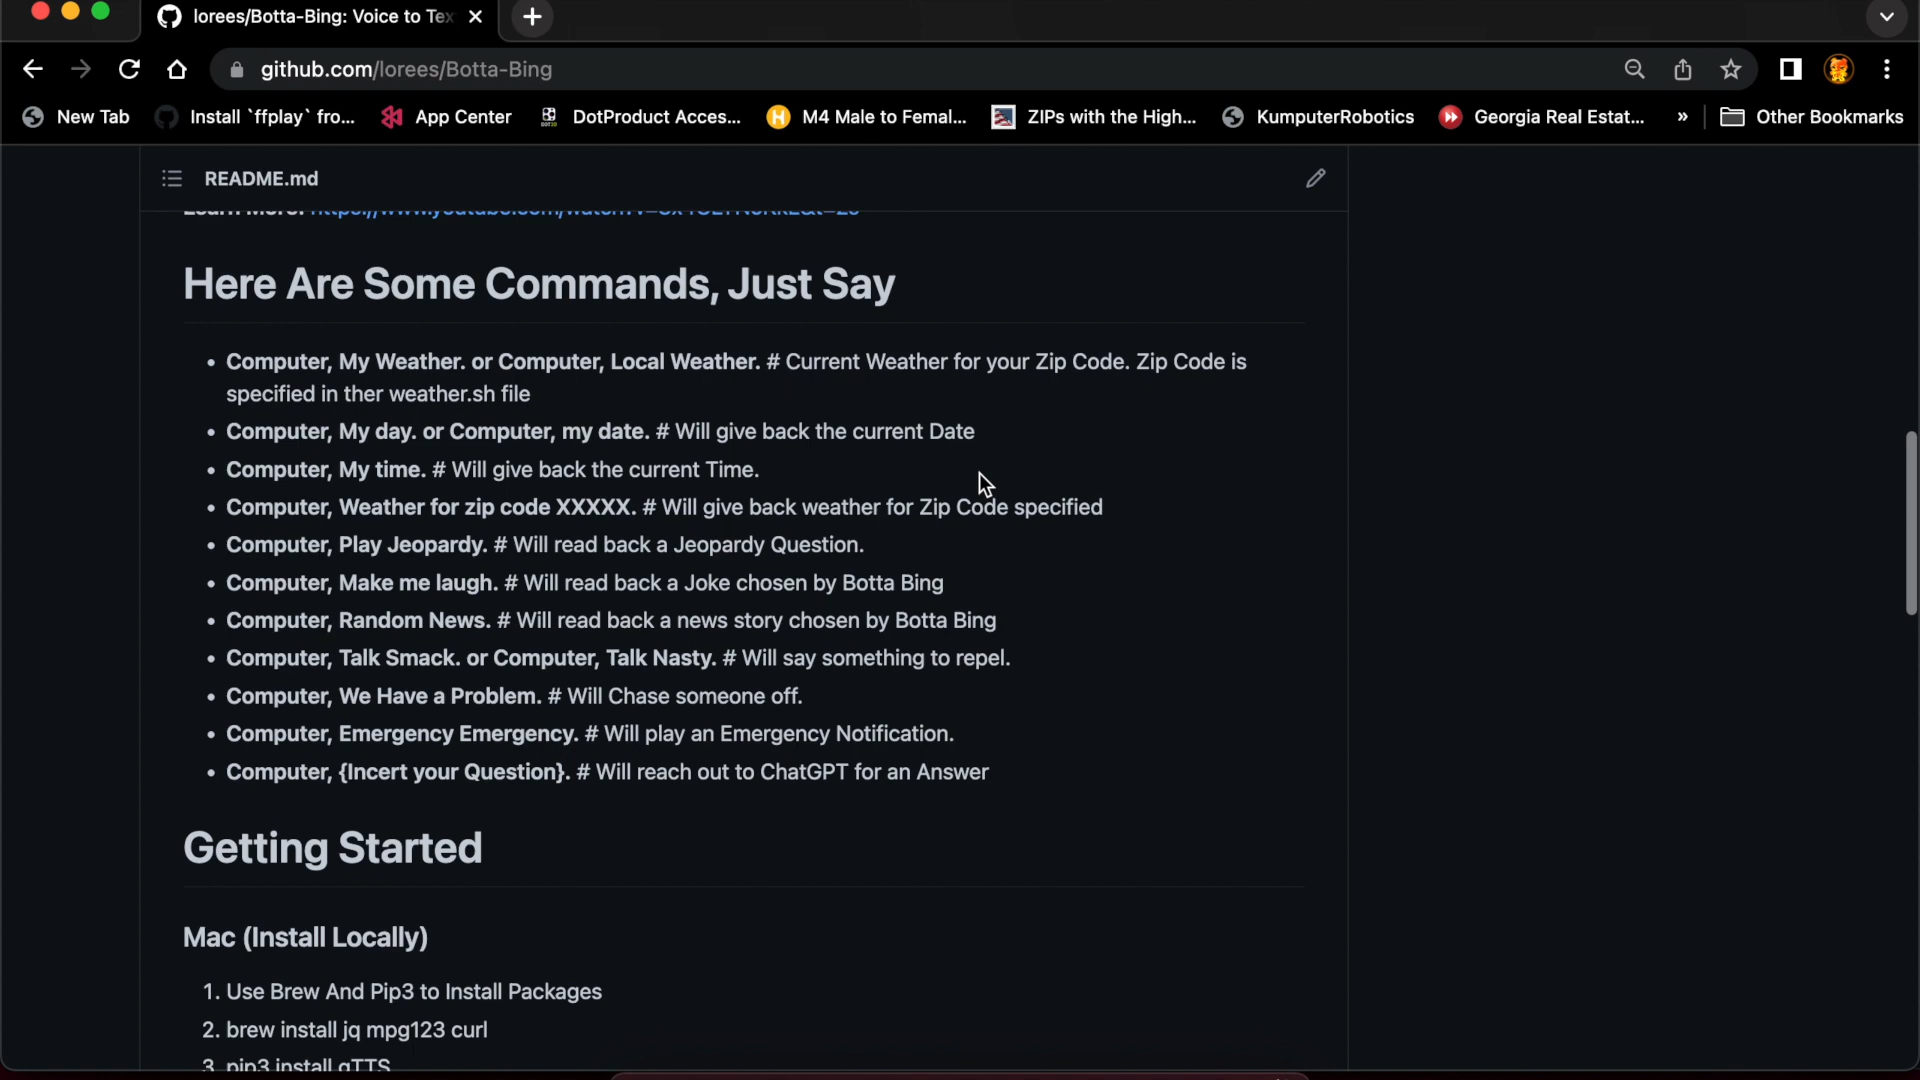 lorees/Botta-Bing: Voice to Tex
github.com/lorees/Botta-Bing
New Tab
Install `ffplay` fro...
App Center
DotProduct Acces...
M4 Male to Femal...
ZIPs with the High...
KumputerRobotics
Georgia Real Estat...
»
Other Bookmarks
README.md
Here Are Some Commands, Just Say
• Computer, My Weather. or Computer, Local Weather. # Current Weather for your Zip Code. Zip Code is
specified in ther weather.sh file
• Computer, My day. or Computer, my date. # Will give back the current Date
• Computer, My time. # Will give back the current Time.
• Computer, Weather for zip code XXXXX. # Will give back weather for Zip Code specified
• Computer, Play Jeopardy. # Will read back a Jeopardy Question.
• Computer, Make me laugh. # Will read back a Joke chosen by Botta Bing
• Computer, Random News. # Will read back a news story chosen by Botta Bing
• Computer, Talk Smack. or Computer, Talk Nasty. # Will say something to repel.
• Computer, We Have a Problem. # Will Chase someone off.
• Computer, Emergency Emergency. # Will play an Emergency Notification.
• Computer, {Incert your Question}. # Will reach out to ChatGPT for an Answer
Getting Started
Mac (Install Locally)
1. Use Brew And Pip3 to Install Packages
2. brew install jq mpg123 curl
3. pip3 install gTTS